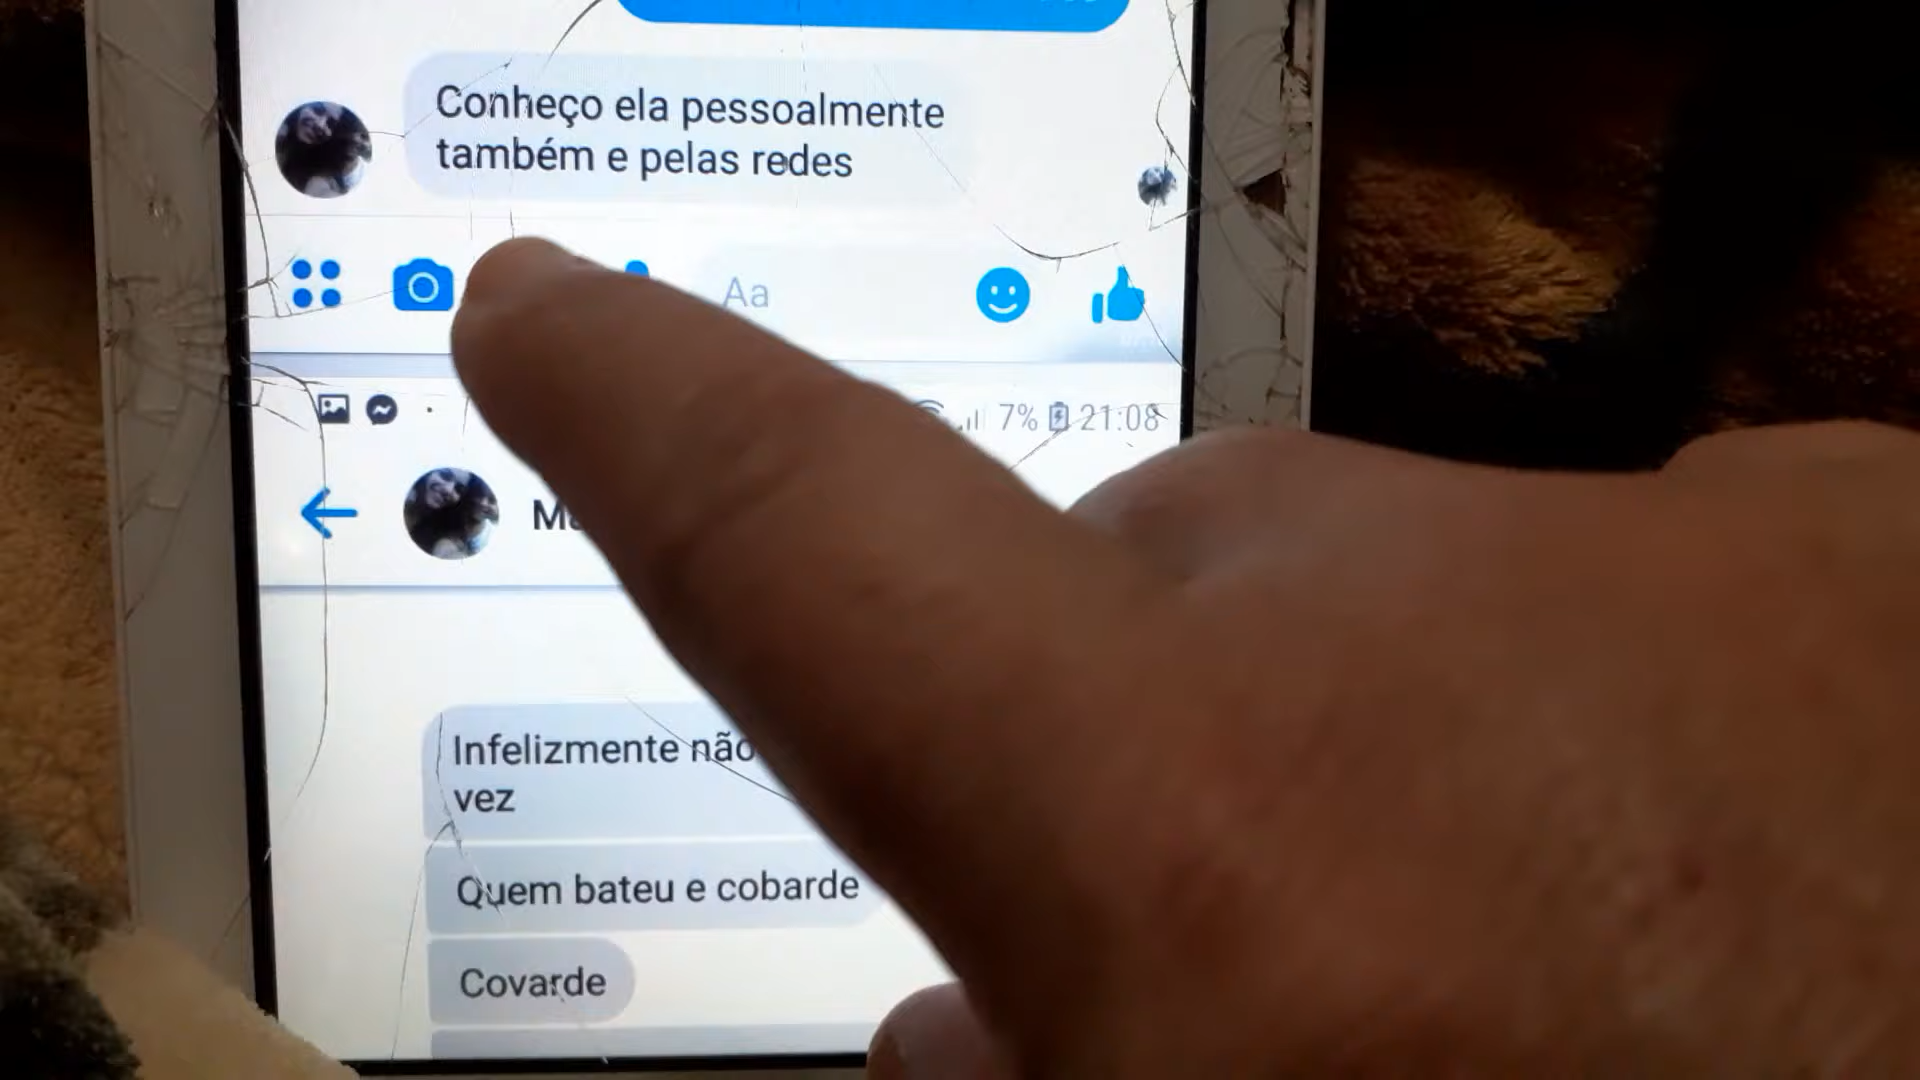 Conheço ela pessoalmente
também e pelas redes
Aa
7% 21:08
Infelizmente não
vez
Quem bateu e cobarde
Covarde